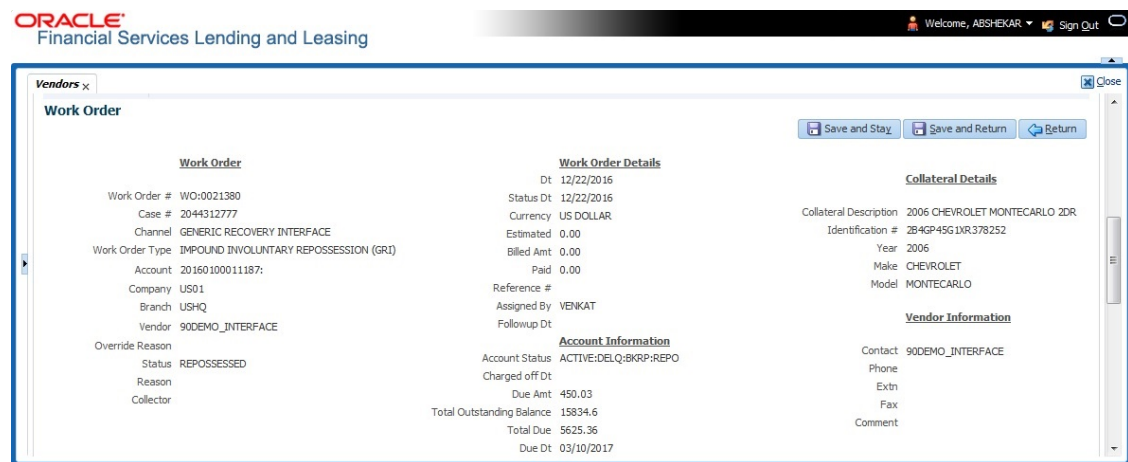 ORACLE®
Financial Services Lending and Leasing
Welcome, ABSHEKAR
Sign Out
Vendors x
Close
Work Order
Save and Stay
Save and Return
Return
Work Order
Work Order # WO:0021380
Case # 2044312777
Channel GENERIC RECOVERY INTERFACE
Work Order Type IMPOUND INVOLUNTARY REPOSSESSION (GRI)
Account 20160100011187:
Company US01
Branch USHQ
Vendor 90DEMO_INTERFACE
Override Reason
Status REPOSSESSED
Reason
Collector
Work Order Details
Dt 12/22/2016
Status Dt 12/22/2016
Currency US DOLLAR
Estimated 0.00
Billed Amt 0.00
Paid 0.00
Reference #
Assigned By VENKAT
Followup Dt
Account Information
Account Status ACTIVE:DELQ:BKRP:REPO
Charged off Dt
Due Amt 450.03
Total Outstanding Balance 15834.6
Total Due 5625.36
Due Dt 03/10/2017
Collateral Details
Collateral Description 2006 CHEVROLET MONTECARLO 2DR
Identification # 2B4GP45G1XR378252
Year 2006
Make CHEVROLET
Model MONTECARLO
Vendor Information
Contact 90DEMO_INTERFACE
Phone
Extn
Fax
Comment